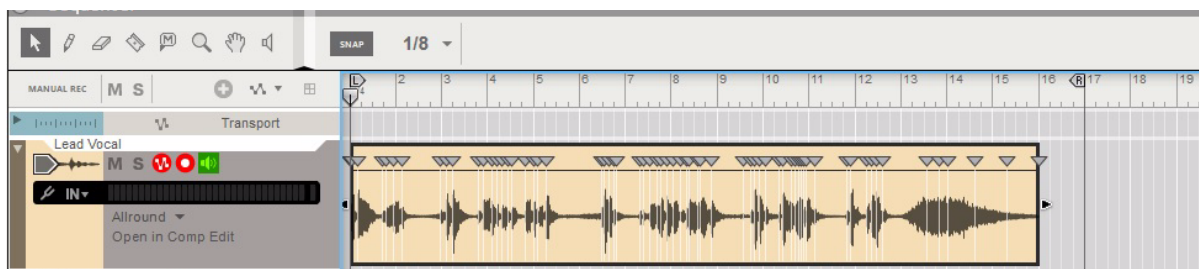 M
SNAP 1/8
MANUAL REC M S
L 2 3 4 5 6 7 8 9 10 11 12 13 14 15 16 R 17 18 19
4
Transport
Lead Vocal
M S
IN
Allround
Open in Comp Edit